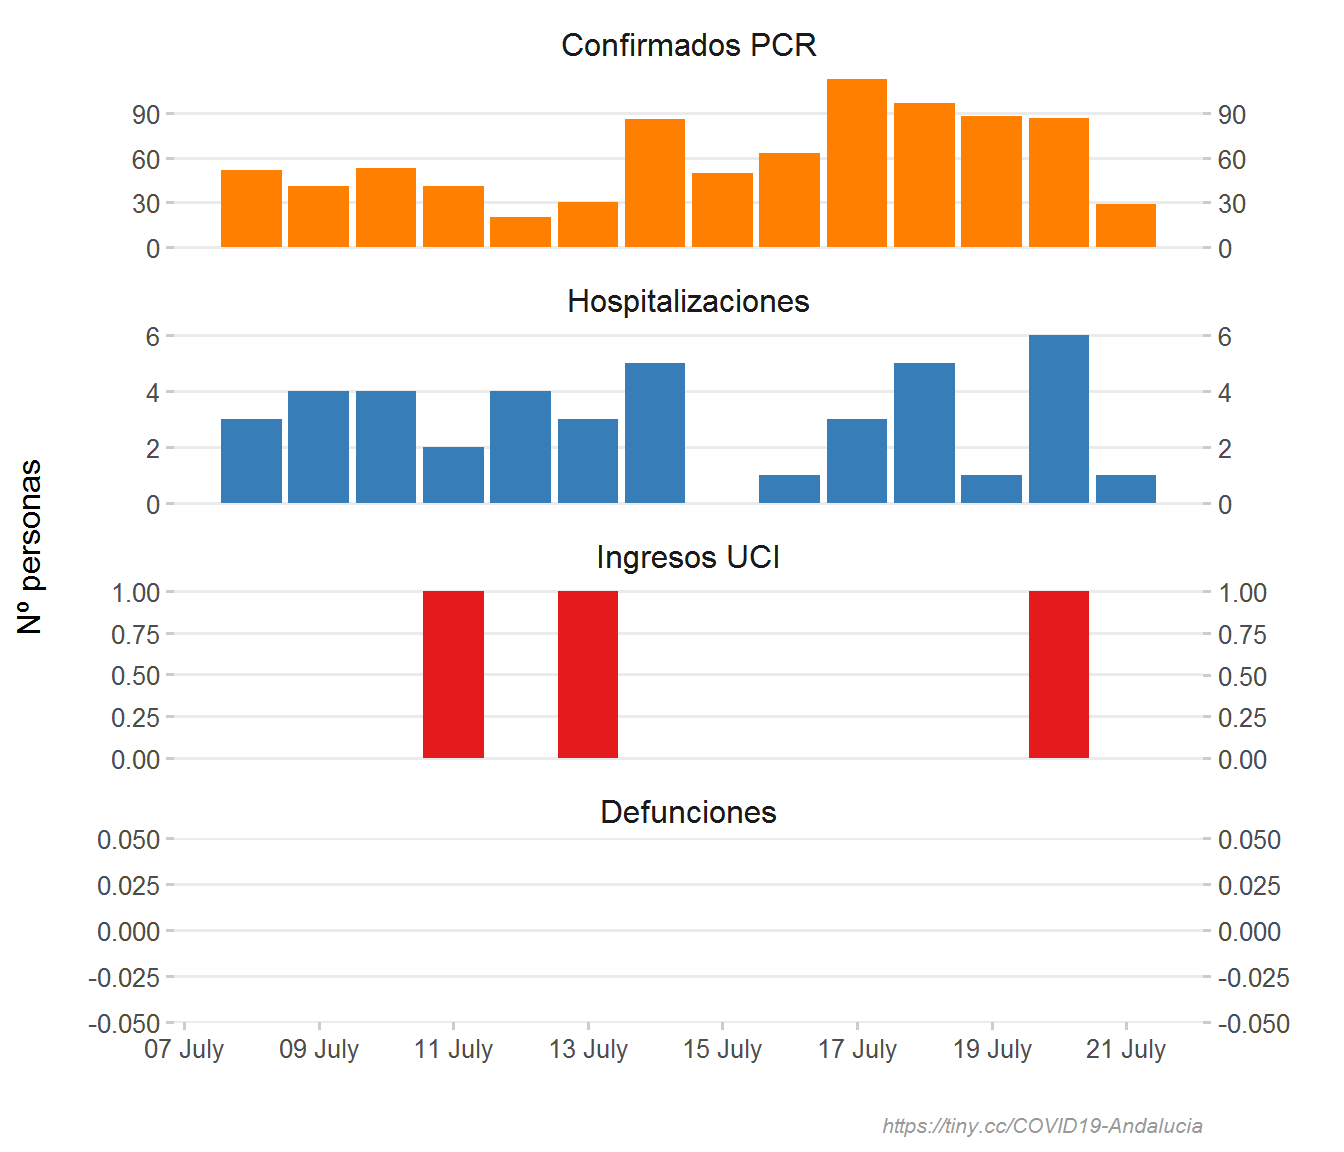 Confirmados PCR
90 90
60 60
30 30
0 0
Hospitalizaciones
6 6
4 4
2 2
0 0
Nº personas
Ingresos UCI
1.00 1.00
0.75 0.75
0.50 0.50
0.25 0.25
0.00 0.00
Defunciones
0.050 0.050
0.025 0.025
0.000 0.000
-0.025 -0.025
-0.050 -0.050
07 July 09 July 11 July 13 July 15 July 17 July 19 July 21 July
https://tiny.cc/COVID19-Andalucia